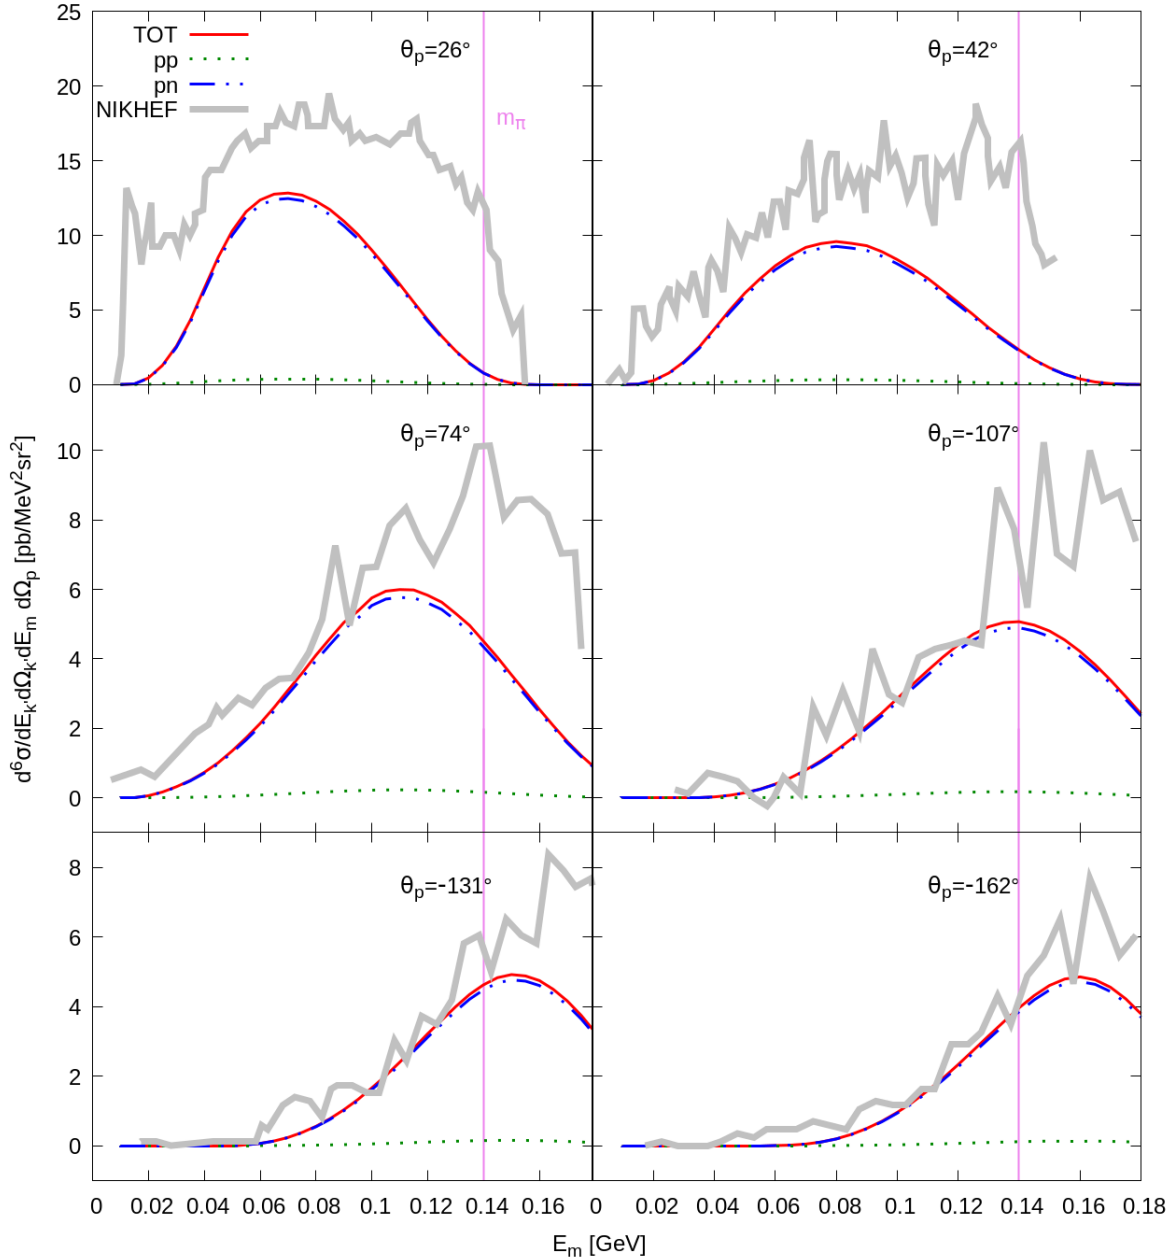 25
20
15
10
5
0
TOT
pp
pn
NIKHEF
θp=26°
mπ
θp=42°
10
8
6
4
2
0
θp=74°
θp=-107°
8
6
4
2
0
θp=-131°
θp=-162°
0 0.02 0.04 0.06 0.08 0.1 0.12 0.14 0.16
0 0.02 0.04 0.06 0.08 0.1 0.12 0.14 0.16 0.18
d⁶σ/dEk'dΩk'dEm dΩp [pb/MeV²sr²]
Em [GeV]